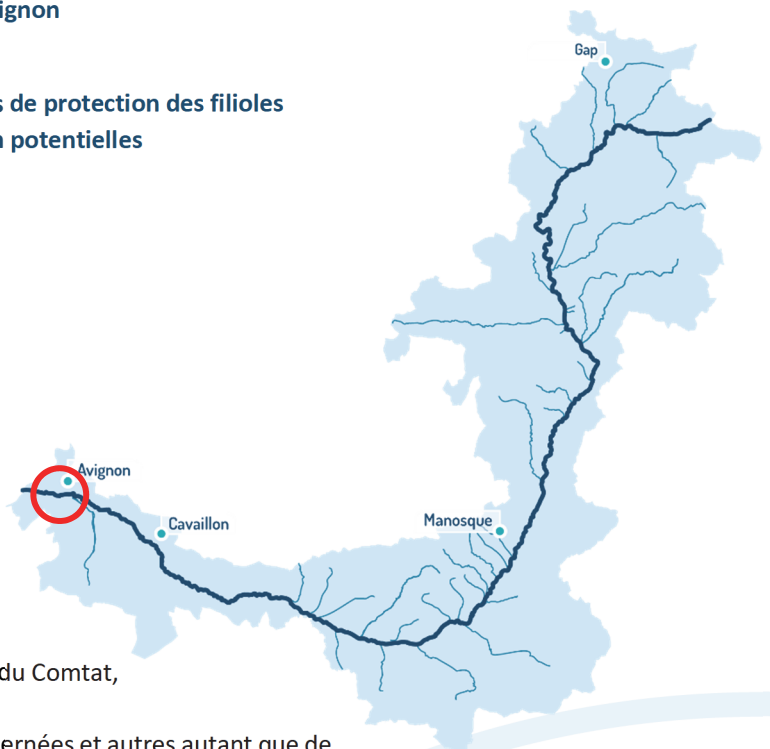 ignon
Gap
s de protection des filioles
n potentielles
Avignon
Cavaillon
Manosque
du Comtat,
ernées et autres autant que de